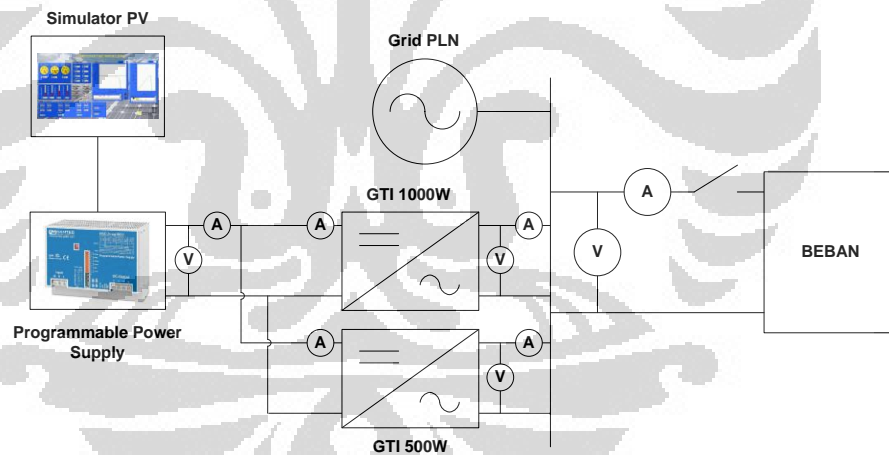 Simulator PV
Grid PLN
GTI 1000W
A
A
A
A
V
V
V
BEBAN
Programmable Power
Supply
A
A
V
GTI 500W